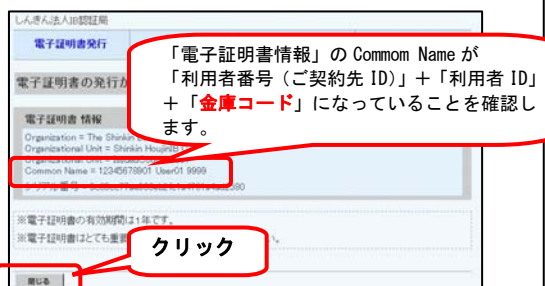 しんきん法人IB認証局
電子証明書発行
電子証明書の発行が
「電子証明書情報」の Commom Name が
「利用者番号（ご契約先 ID）」＋「利用者 ID」
＋「金庫コード」になっていることを確認し
ます。
電子証明書 情報
Organization = The Shinkin
Organizational Unit = Shinkin HoujinIB
Organizational Unit =
Common Name = 12345678901 User01 9999
※電子証明書の有効期間は1年です。
※電子証明書はとても重要
クリック
閉じる